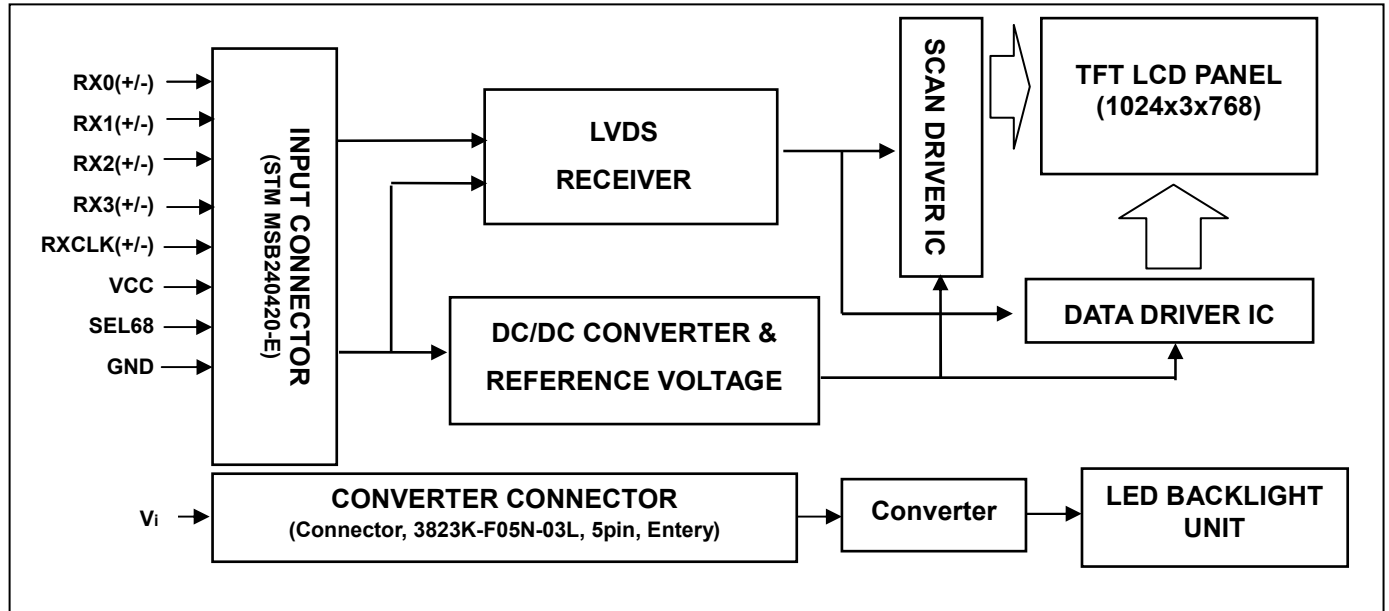 RX0(+/-)
RX1(+/-)
RX2(+/-)
RX3(+/-)
RXCLK(+/-)
VCC
SEL68
GND
INPUT CONNECTOR
(STM MSB240420-E)
LVDS
RECEIVER
DC/DC CONVERTER &
REFERENCE VOLTAGE
SCAN DRIVER IC
TFT LCD PANEL
(1024x3x768)
DATA DRIVER IC
Vi
CONVERTER CONNECTOR
(Connector, 3823K-F05N-03L, 5pin, Entery)
Converter
LED BACKLIGHT
UNIT